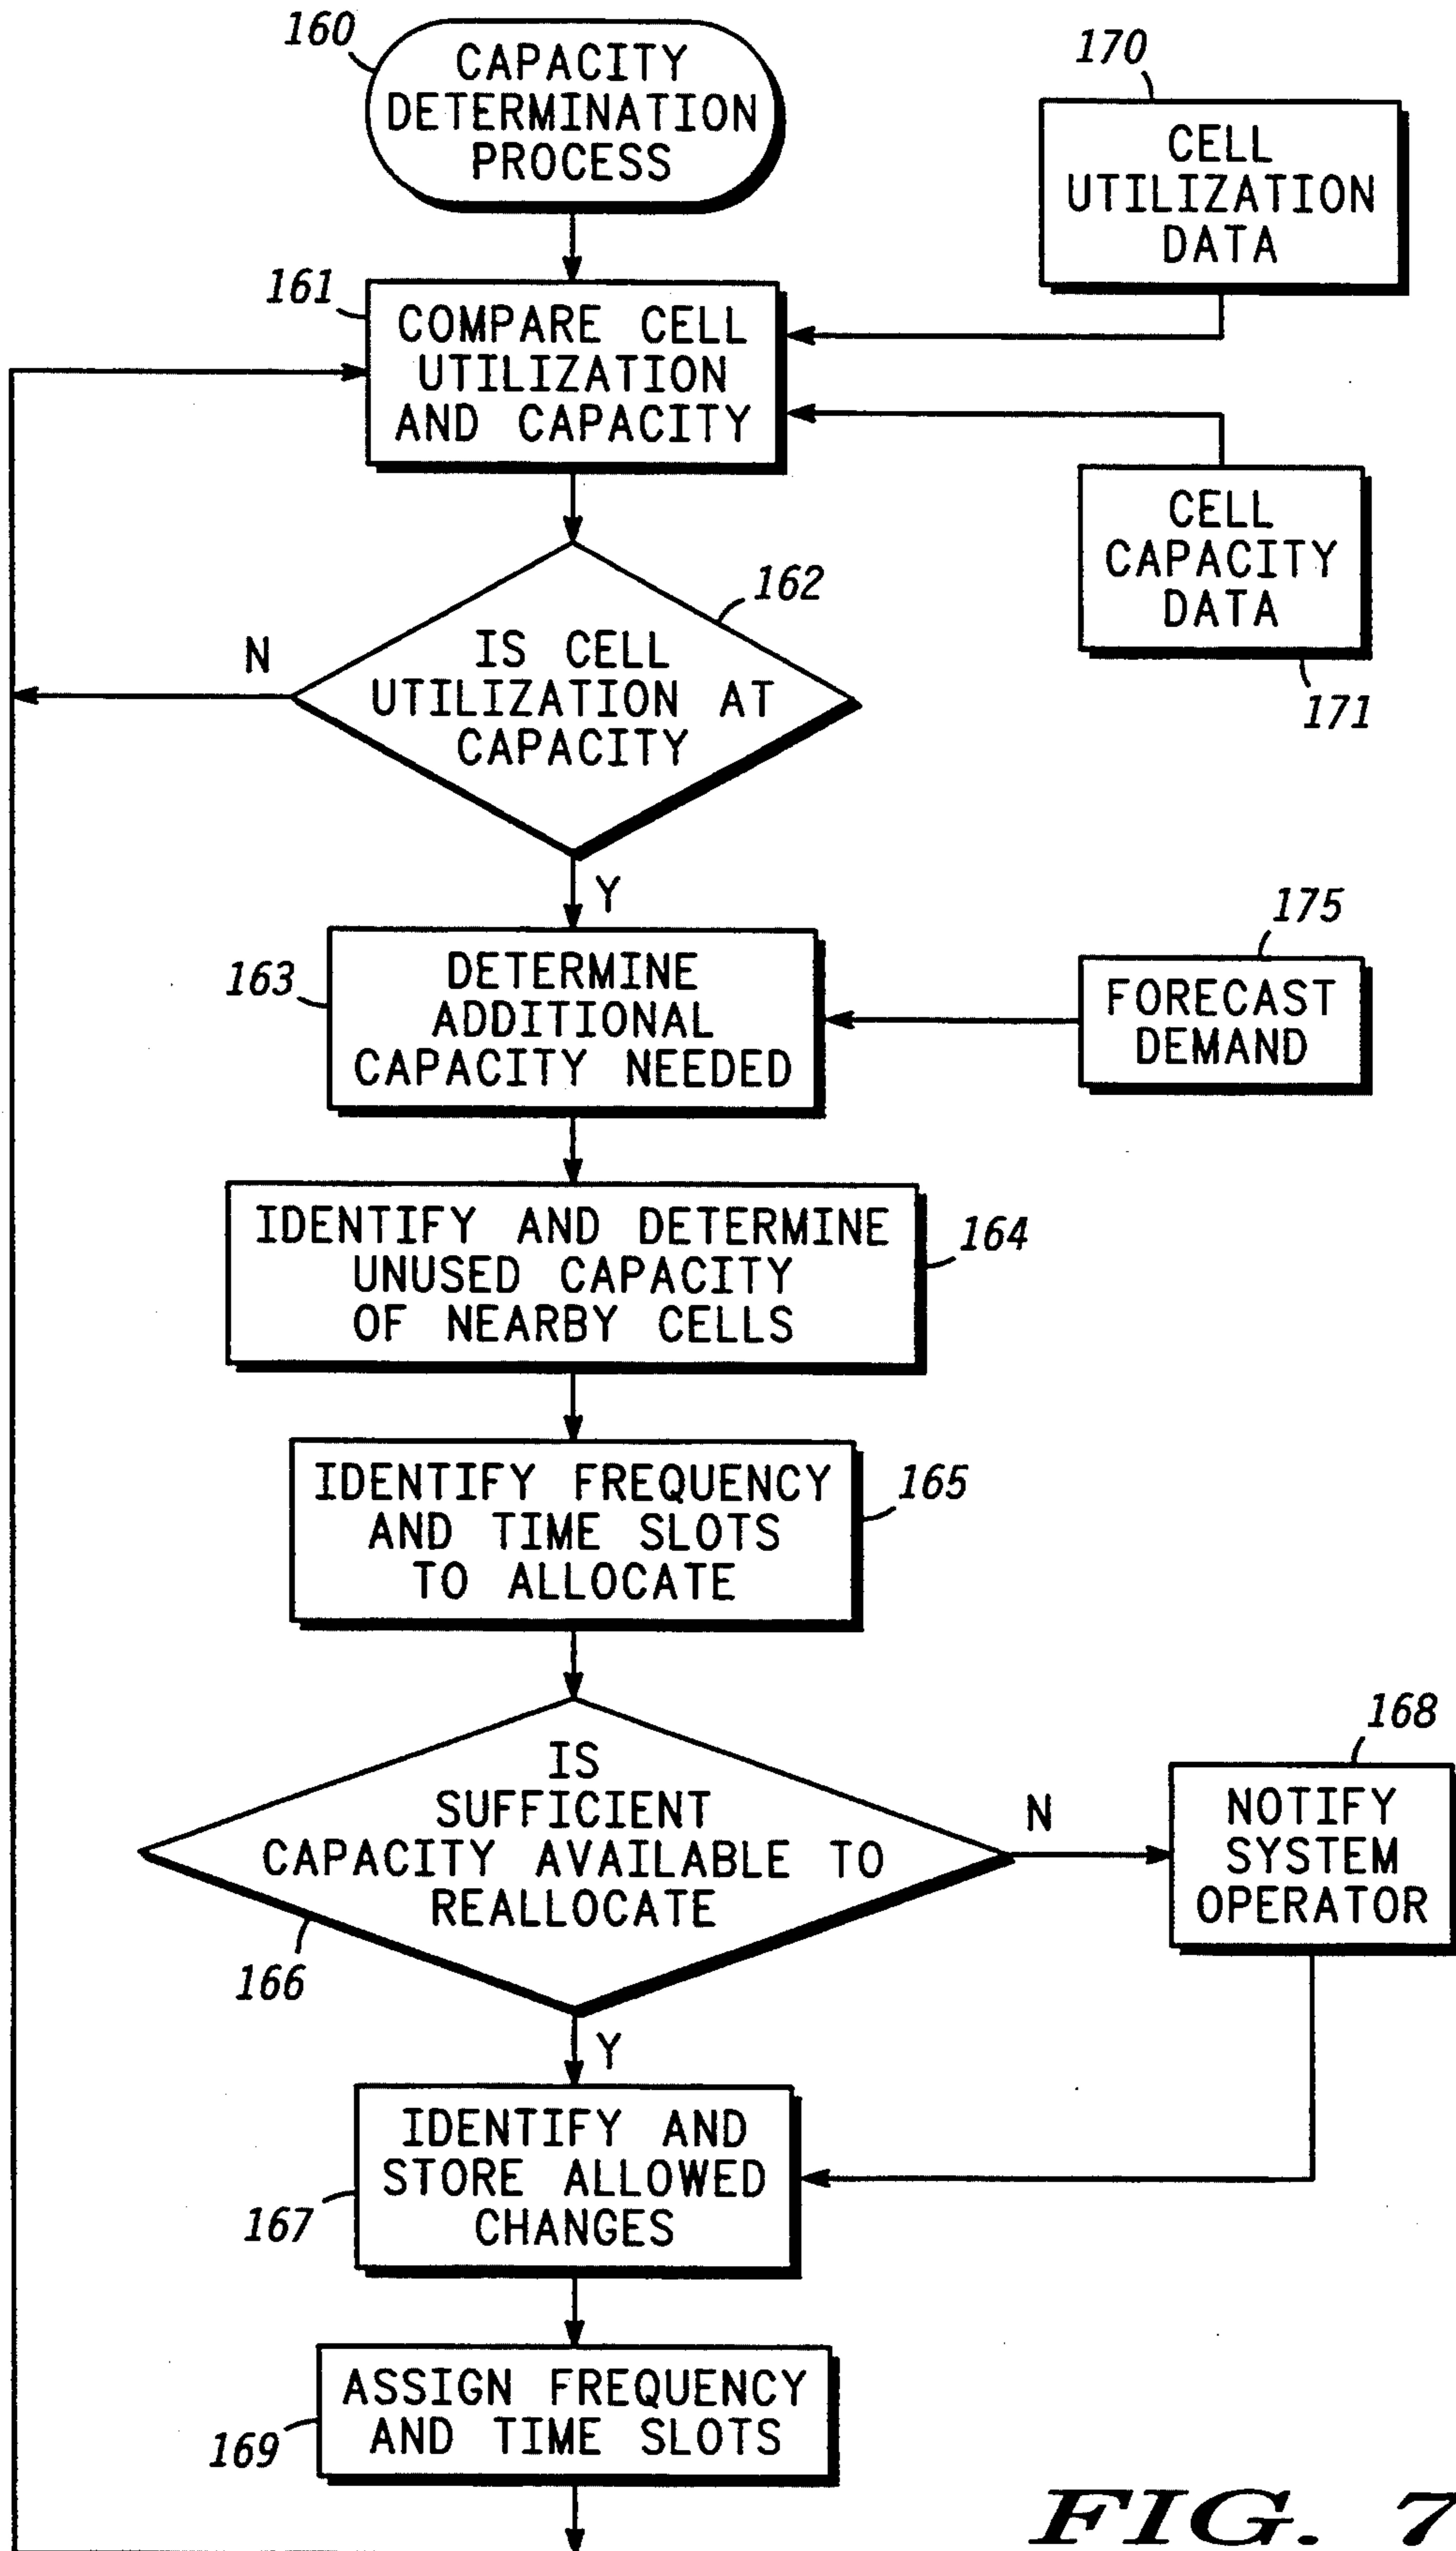 160
CAPACITY
DETERMINATION
PROCESS
170
CELL
UTILIZATION
DATA
161
COMPARE CELL
UTILIZATION
AND CAPACITY
CELL
CAPACITY
DATA
171
162
IS CELL
UTILIZATION AT
CAPACITY
N
Y
163
DETERMINE
ADDITIONAL
CAPACITY NEEDED
175
FORECAST
DEMAND
IDENTIFY AND DETERMINE
UNUSED CAPACITY
OF NEARBY CELLS
164
IDENTIFY FREQUENCY
AND TIME SLOTS
TO ALLOCATE
165
IS
SUFFICIENT
CAPACITY AVAILABLE TO
REALLOCATE
166
N
168
NOTIFY
SYSTEM
OPERATOR
Y
IDENTIFY AND
STORE ALLOWED
CHANGES
167
ASSIGN FREQUENCY
AND TIME SLOTS
169
FIG. 7